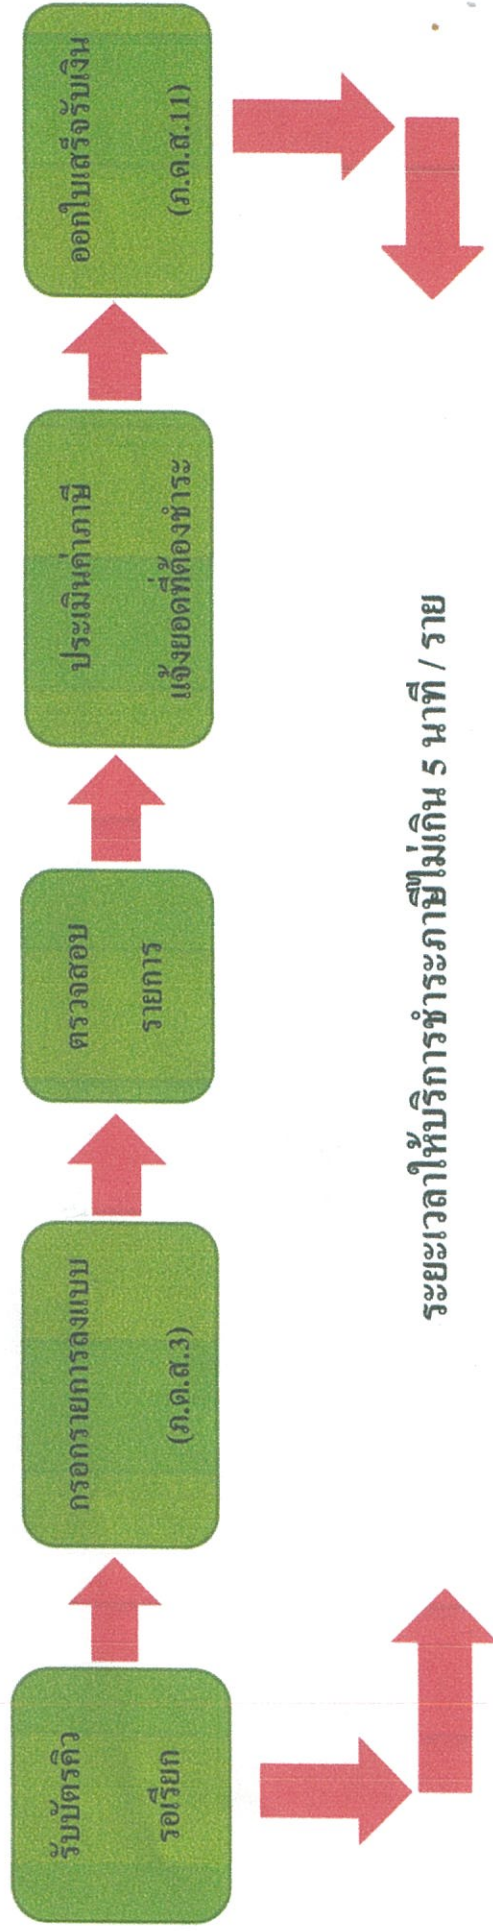 รับบัตรคิว
รอเรียก
กรอกรายการลงแบบ
(ภ.ด.ส.3)
ตรวจสอบ
รายการ
ประเมินค่าภาษี
แจ้งยอดที่ต้องชำระ
ออกใบเสร็จรับเงิน
(ภ.ด.ส.11)
ระยะเวลาให้บริการชำระภาษีไม่เกิน 5 นาที / ราย